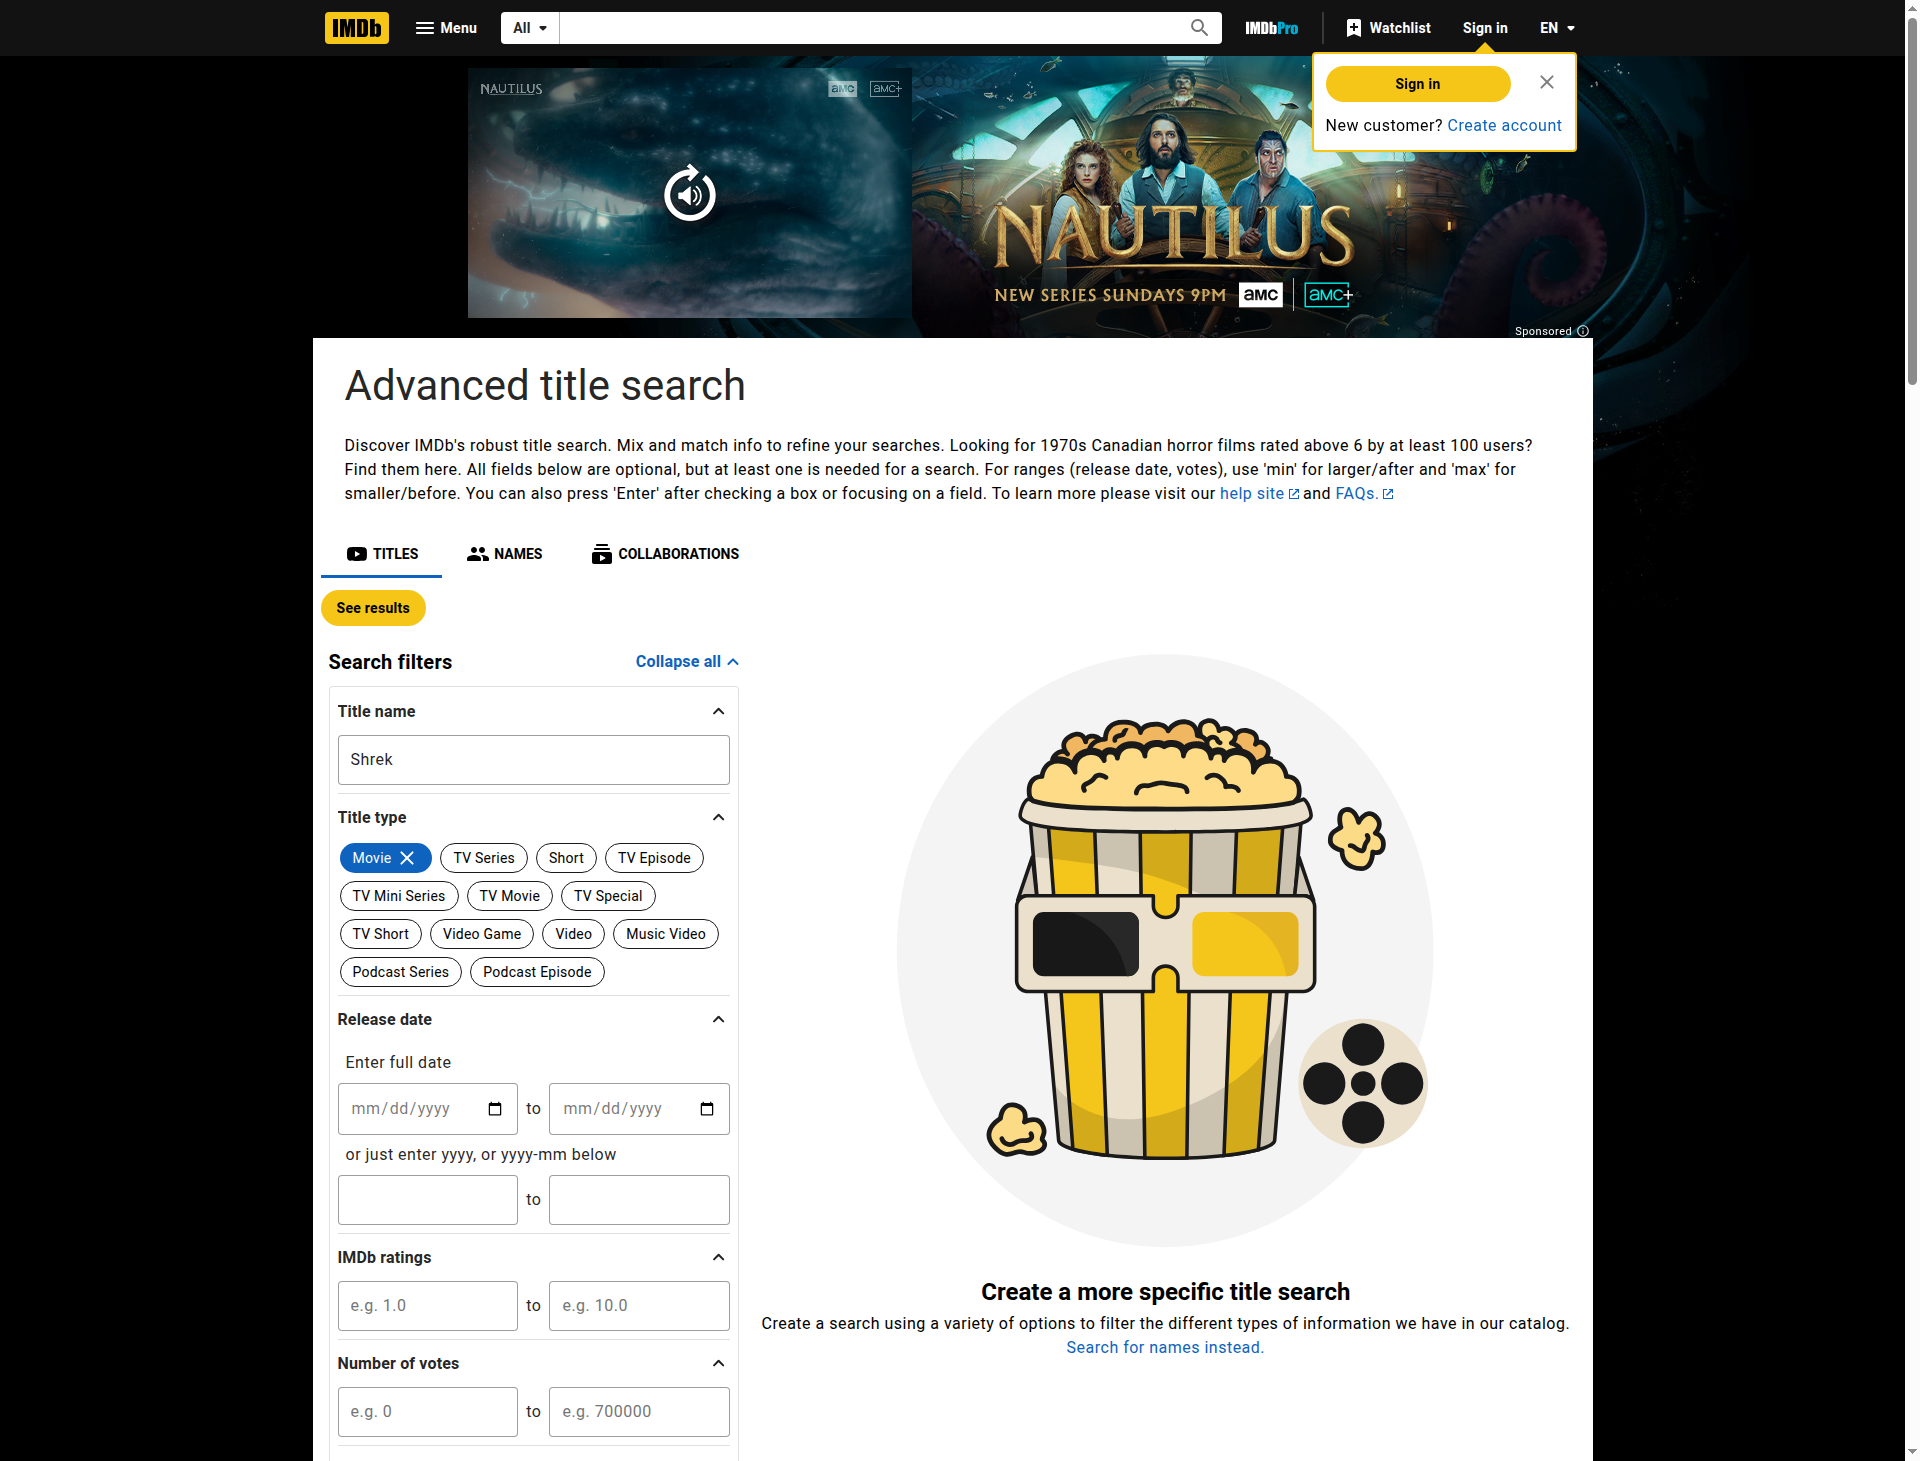 IMDb
Menu
All
IMDbPro
Watchlist
Sign in
EN
Sign in
New customer? Create account
NAUTILUS
aMC
aMC+
NAUTILUS
NEW SERIES SUNDAYS 9PM
aMC
aMC+
Sponsored
Advanced title search
Discover IMDb's robust title search. Mix and match info to refine your searches. Looking for 1970s Canadian horror films rated above 6 by at least 100 users?
Find them here. All fields below are optional, but at least one is needed for a search. For ranges (release date, votes), use 'min' for larger/after and 'max' for
smaller/before. You can also press 'Enter' after checking a box or focusing on a field. To learn more please visit our help site and FAQs.
TITLES
NAMES
COLLABORATIONS
See results
Search filters
Collapse all
Title name
Shrek
Title type
Movie
TV Series
Short
TV Episode
TV Mini Series
TV Movie
TV Special
TV Short
Video Game
Video
Music Video
Podcast Series
Podcast Episode
Release date
Enter full date
mm/dd/yyyy to mm/dd/yyyy
or just enter yyyy, or yyyy-mm below
to
IMDb ratings
e.g. 1.0 to e.g. 10.0
Number of votes
e.g. 0 to e.g. 700000
Create a more specific title search
Create a search using a variety of options to filter the different types of information we have in our catalog.
Search for names instead.